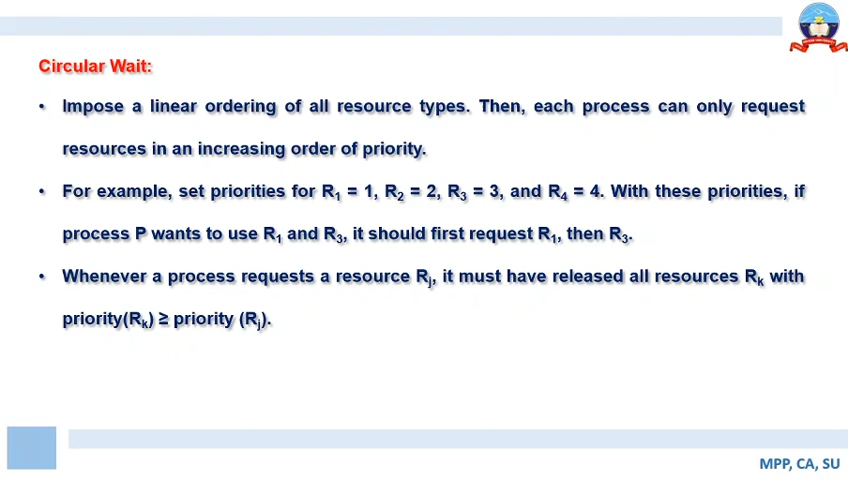 Circular Wait:
• Impose a linear ordering of all resource types. Then, each process can only request
resources in an increasing order of priority.
• For example, set priorities for R₁ = 1, R₂ = 2, R₃ = 3, and R₄ = 4. With these priorities, if
process P wants to use R₁ and R₃, it should first request R₁, then R₃.
• Whenever a process requests a resource Rⱼ, it must have released all resources Rₖ with
priority(Rₖ) ≥ priority (Rⱼ).
MPP, CA, SU